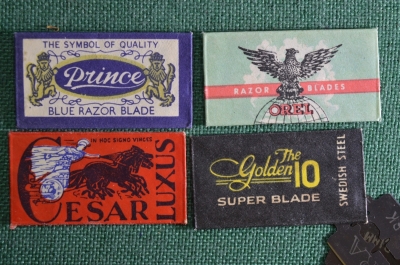 THE SYMBOL OF QUALITY
Prince
BLUE RAZOR BLADE
RAZOR BLADES
OREL
IN HOC SIGNO VINCES
CESAR
LUXUS
The
Golden 10
SUPER BLADE
SWEDISH STEEL